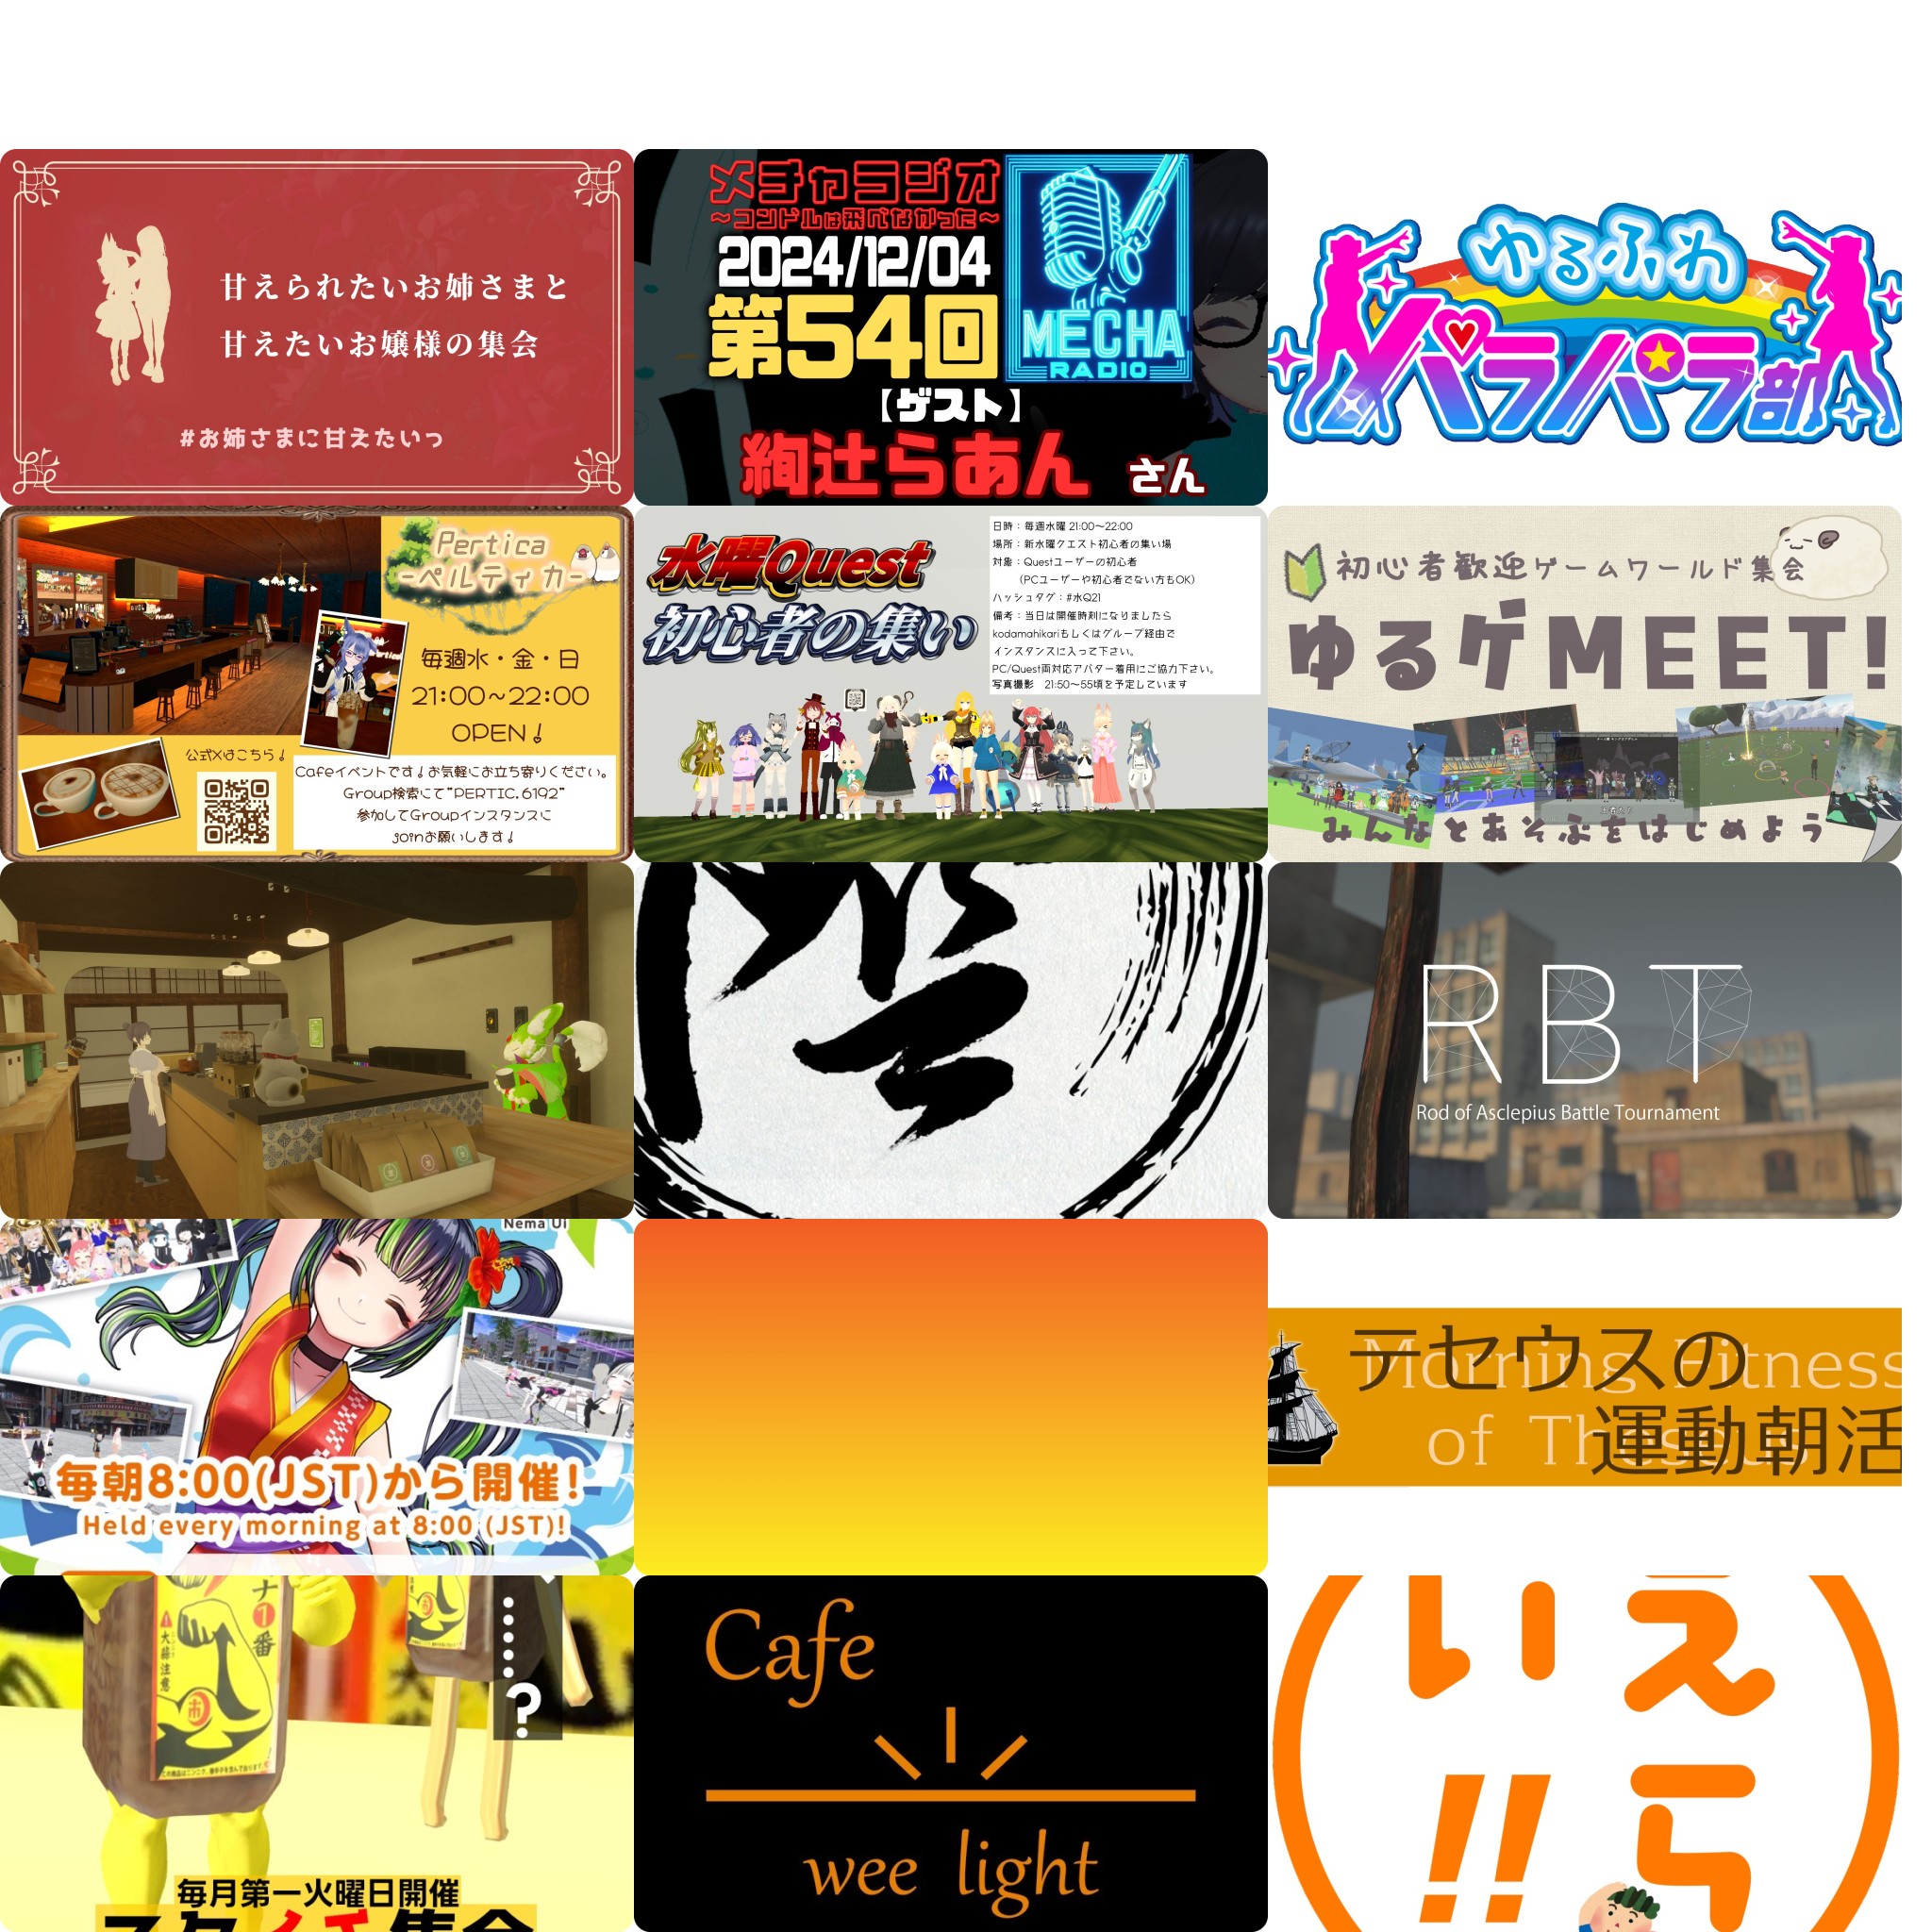 甘えられたいお姉さまと
甘えたいお嬢様の集会
#お姉さまに甘えたいっ
メチャラジオ
～コンドルは飛べなかった～
2024/12/04
第54回
【ゲスト】
絢辻らあん さん
MECHA
RADIO
ゆるふわ
パラパラ部
Pertica
-ペルティカ-
毎週水・金・日
21:00~22:00
OPEN!
公式Xはこちら!
Cafeイベントです!お気軽にお立ち寄りください。
Group検索にて"PERTIC.6192"
参加してGroupインスタンスに
joinお願いします!
水曜Quest
初心者の集い
日時：毎週水曜 21:00～22:00
場所：新水曜クエスト初心者の集い場
対象：Questユーザーの初心者
（PCユーザーや初心者でない方もOK）
ハッシュタグ：#水Q21
備考：当日は開催時刻になりましたら
kodamahikariもしくはグループ経由で
インスタンスに入って下さい。
PC/Quest両対応アバター着用にご協力下さい。
写真撮影　21:50～55頃を予定しています
初心者歓迎ゲームワールド集会
ゆるゲMEET!
みんなとあそぶをはじめよう
RBT
Rod of Asclepius Battle Tournament
Nema Ui
毎朝8:00(JST)から開催!
Held every morning at 8:00 (JST)!
テセウスの
運動朝活
Morning Fitness
of Theseus
ナ1番
大蒜注意
市
……?
毎月第一火曜日開催
スタイチ集会
Cafe
wee light
えら
い!!